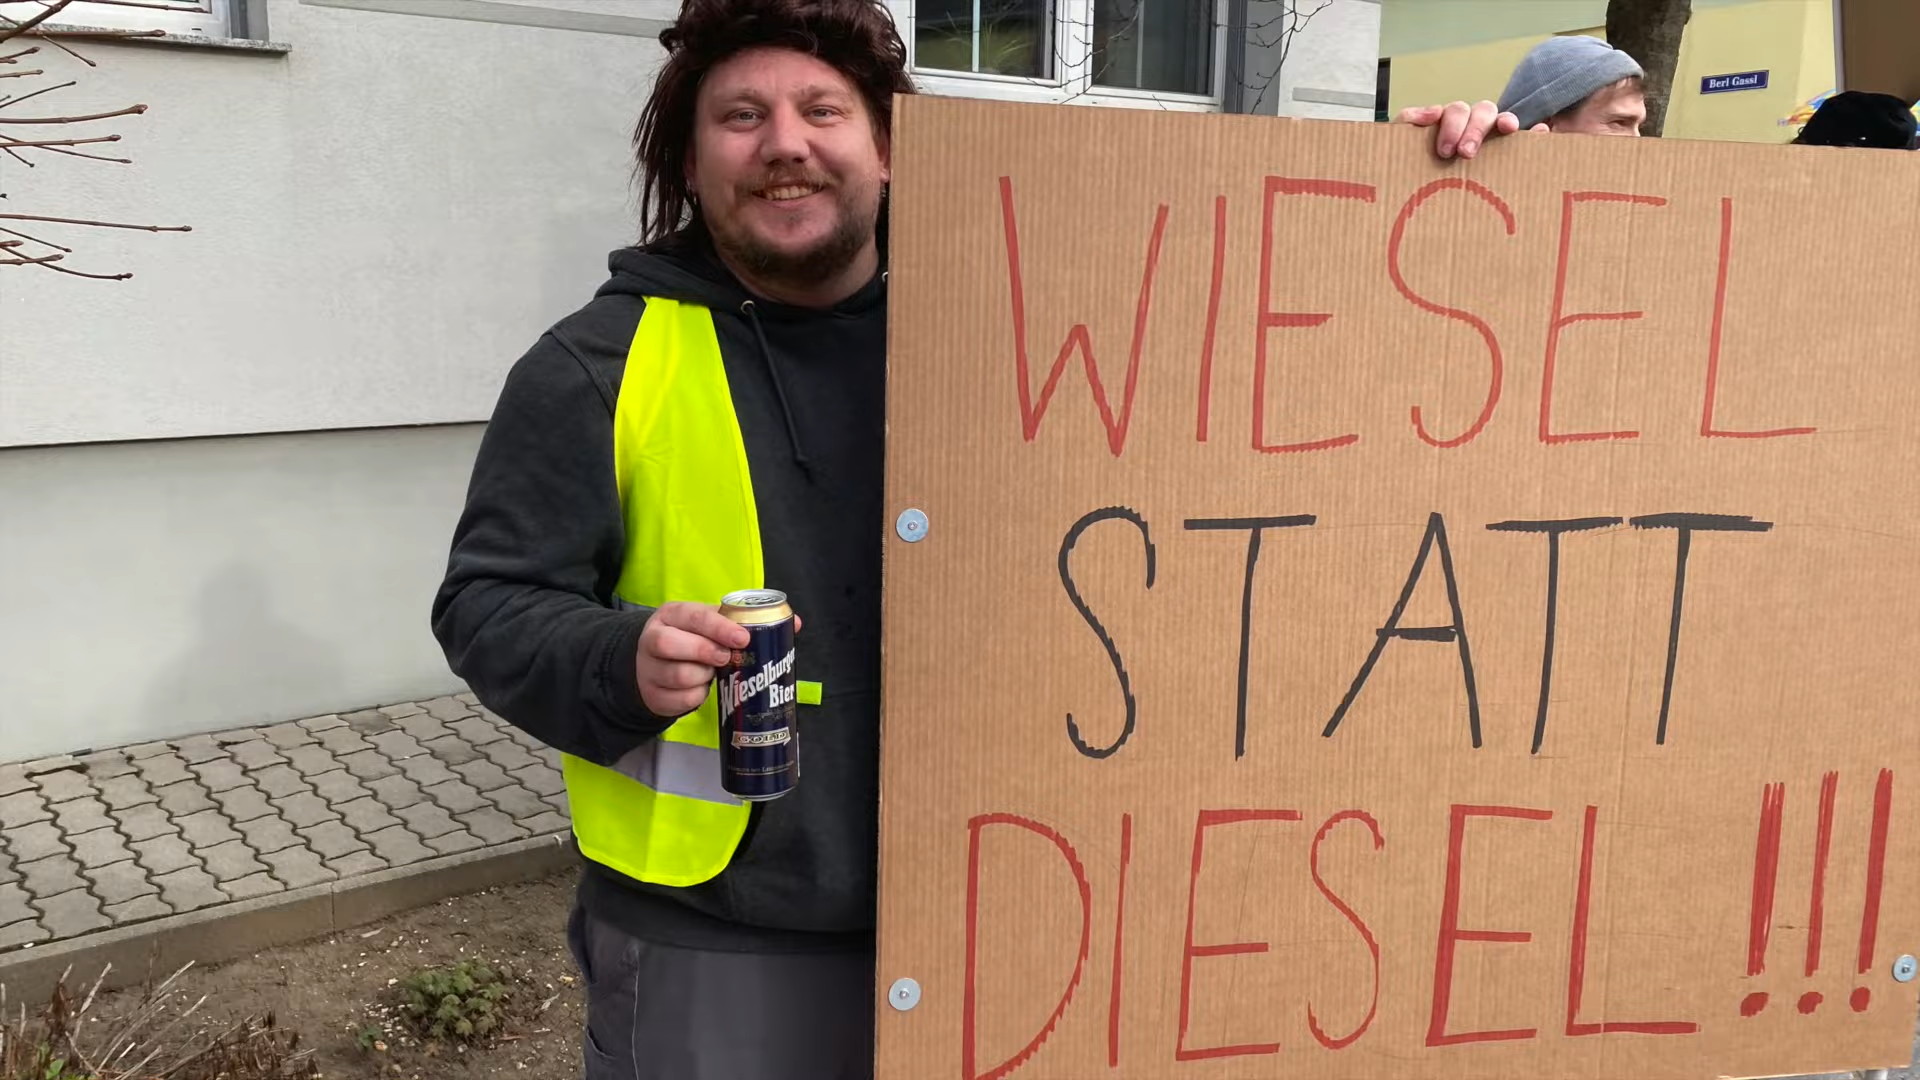 Berl Gassl
WIESEL
STATT
DIESEL!!!
Wieselburger
Bier
GOLD